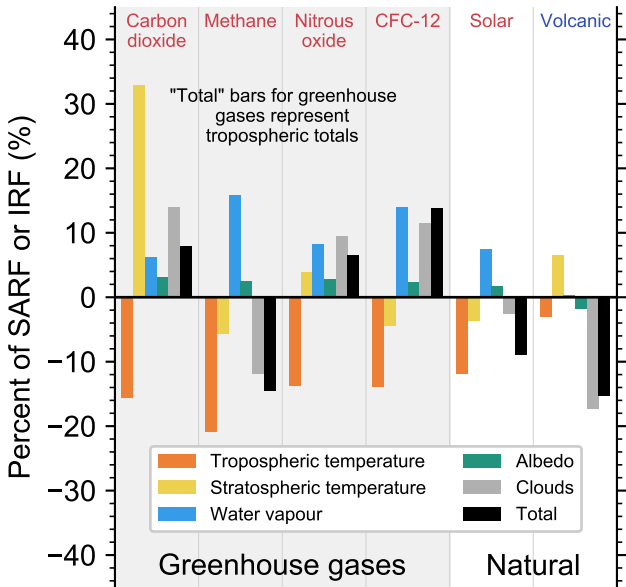 Carbon dioxide
Methane
Nitrous oxide
CFC-12
Solar
Volcanic
"Total" bars for greenhouse
gases represent
tropospheric totals
Percent of SARF or IRF (%)
40
30
20
10
0
−10
−20
−30
−40
Tropospheric temperature
Stratospheric temperature
Water vapour
Albedo
Clouds
Total
Greenhouse gases
Natural